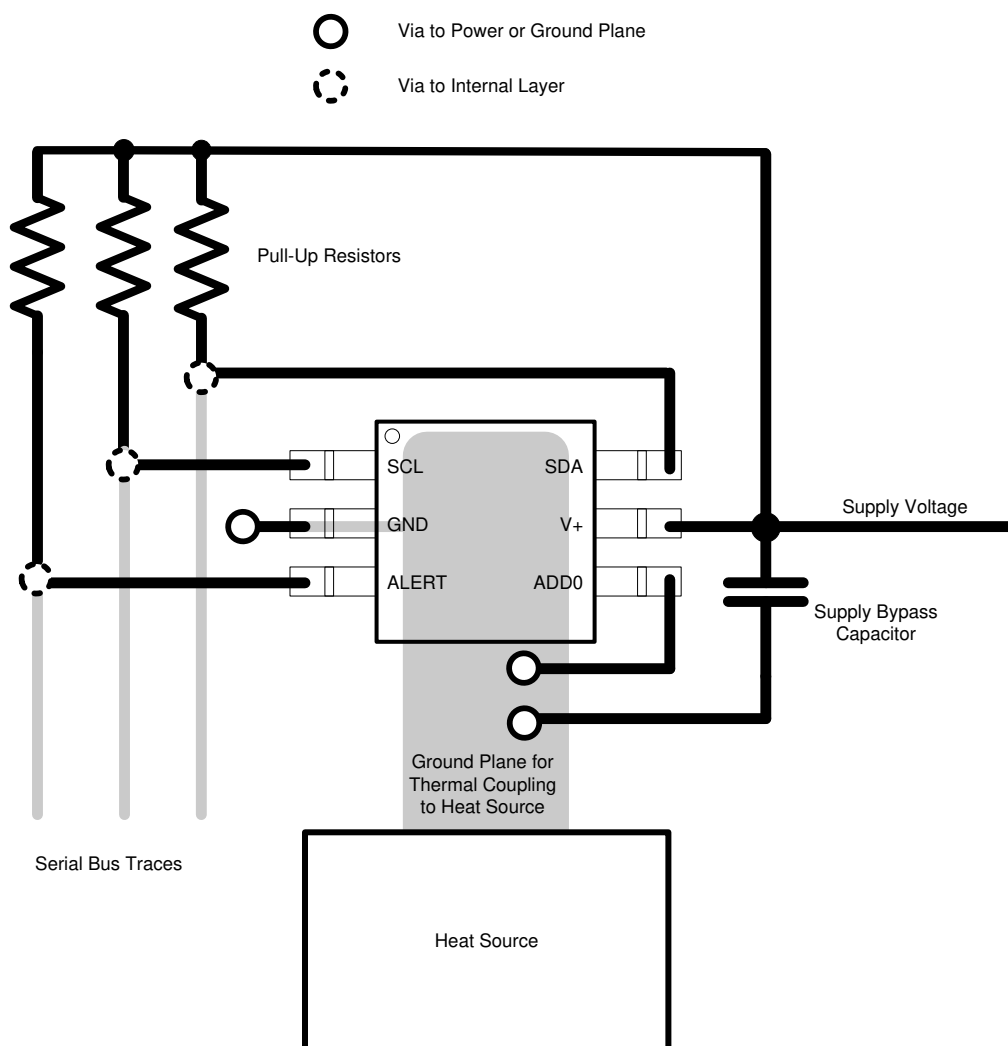 Via to Power or Ground Plane
Via to Internal Layer
Pull-Up Resistors
SCL
SDA
GND
V+
ALERT
ADD0
Supply Voltage
Supply Bypass
Capacitor
Ground Plane for
Thermal Coupling
to Heat Source
Serial Bus Traces
Heat Source